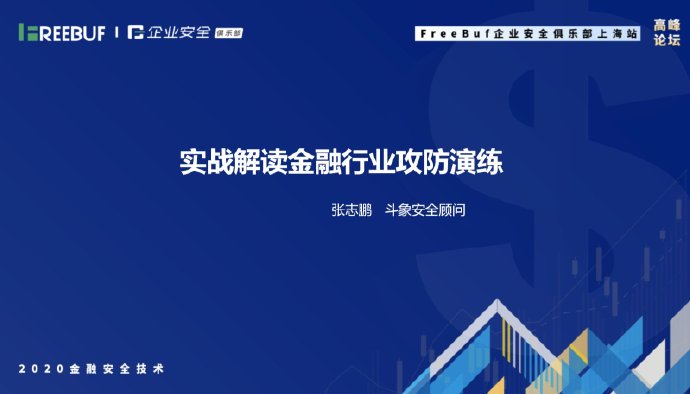 FREEBUF | 企业安全 俱乐部
FreeBuf企业安全俱乐部上海站
高峰
论坛
实战解读金融行业攻防演练
张志鹏 斗象安全顾问
2020金融安全技术